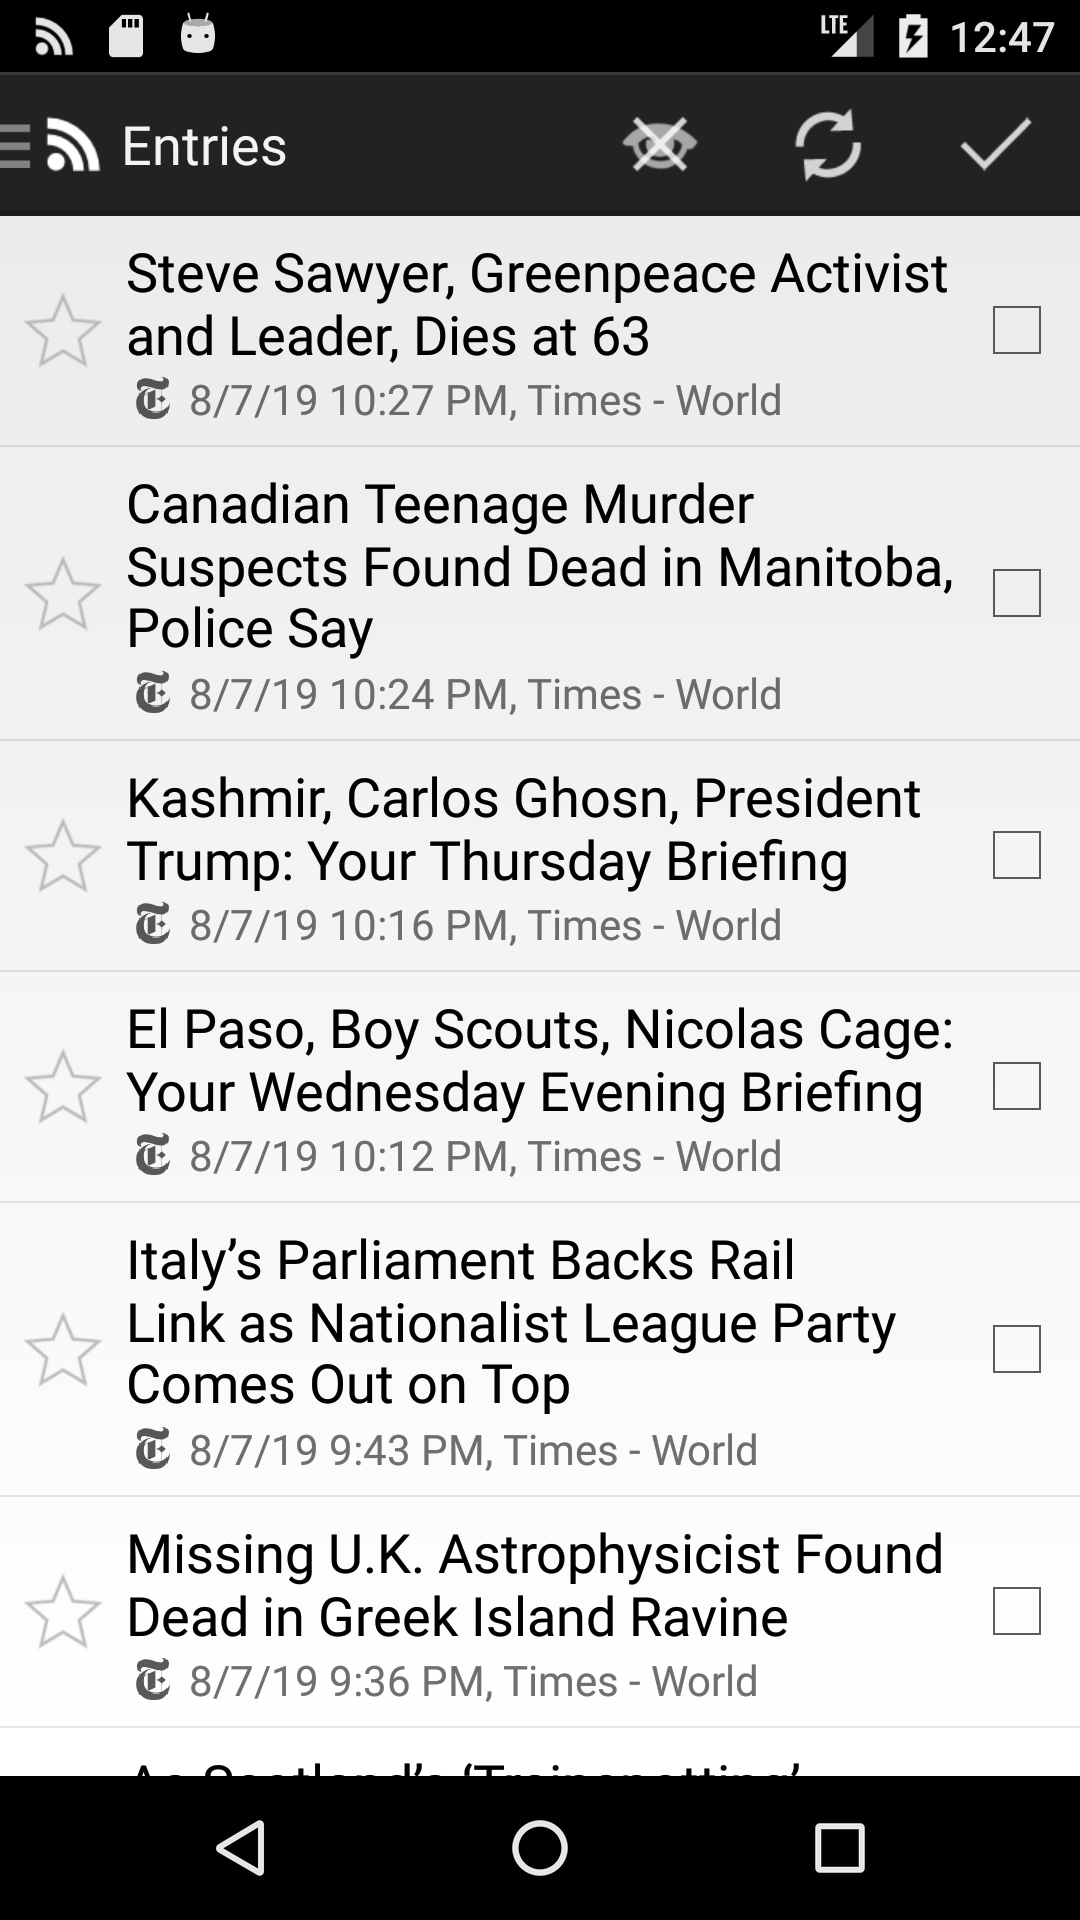 LTE 12:47
Entries
Steve Sawyer, Greenpeace Activist
and Leader, Dies at 63
8/7/19 10:27 PM, Times - World
Canadian Teenage Murder
Suspects Found Dead in Manitoba,
Police Say
8/7/19 10:24 PM, Times - World
Kashmir, Carlos Ghosn, President
Trump: Your Thursday Briefing
8/7/19 10:16 PM, Times - World
El Paso, Boy Scouts, Nicolas Cage:
Your Wednesday Evening Briefing
8/7/19 10:12 PM, Times - World
Italy’s Parliament Backs Rail
Link as Nationalist League Party
Comes Out on Top
8/7/19 9:43 PM, Times - World
Missing U.K. Astrophysicist Found
Dead in Greek Island Ravine
8/7/19 9:36 PM, Times - World
As Scotland’s ‘Trainspotting’